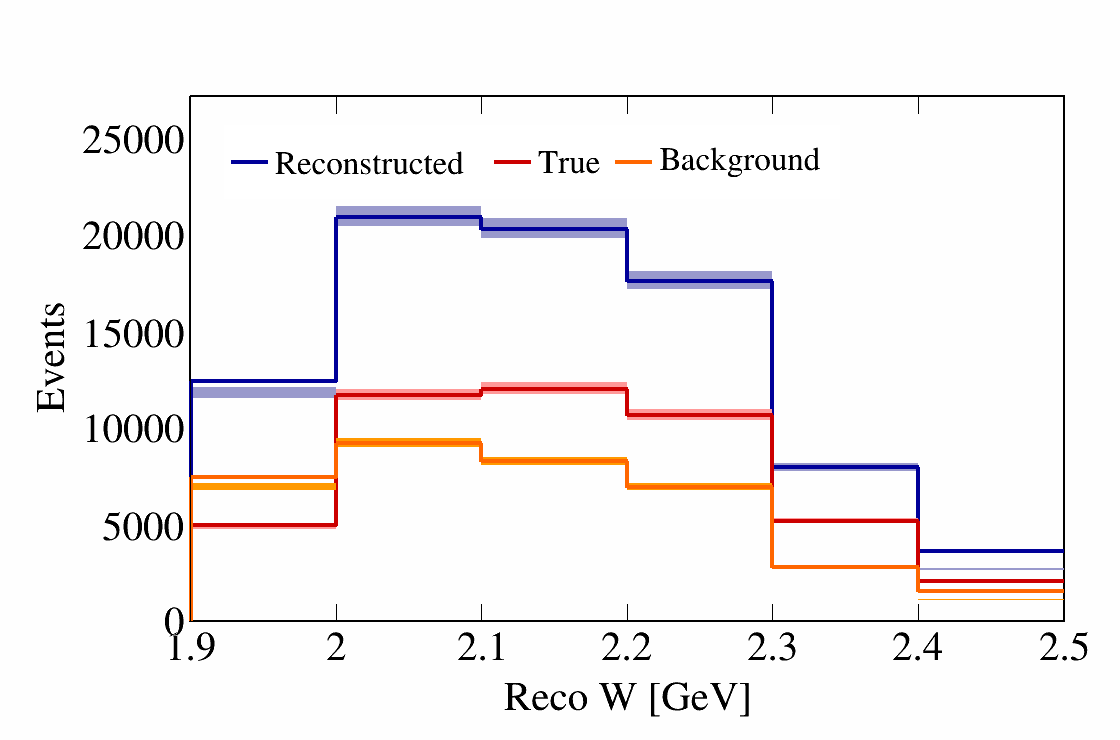 25000
Reconstructed True Background
20000
15000
Events
10000
5000
0
1.9 2 2.1 2.2 2.3 2.4 2.5
Reco W [GeV]